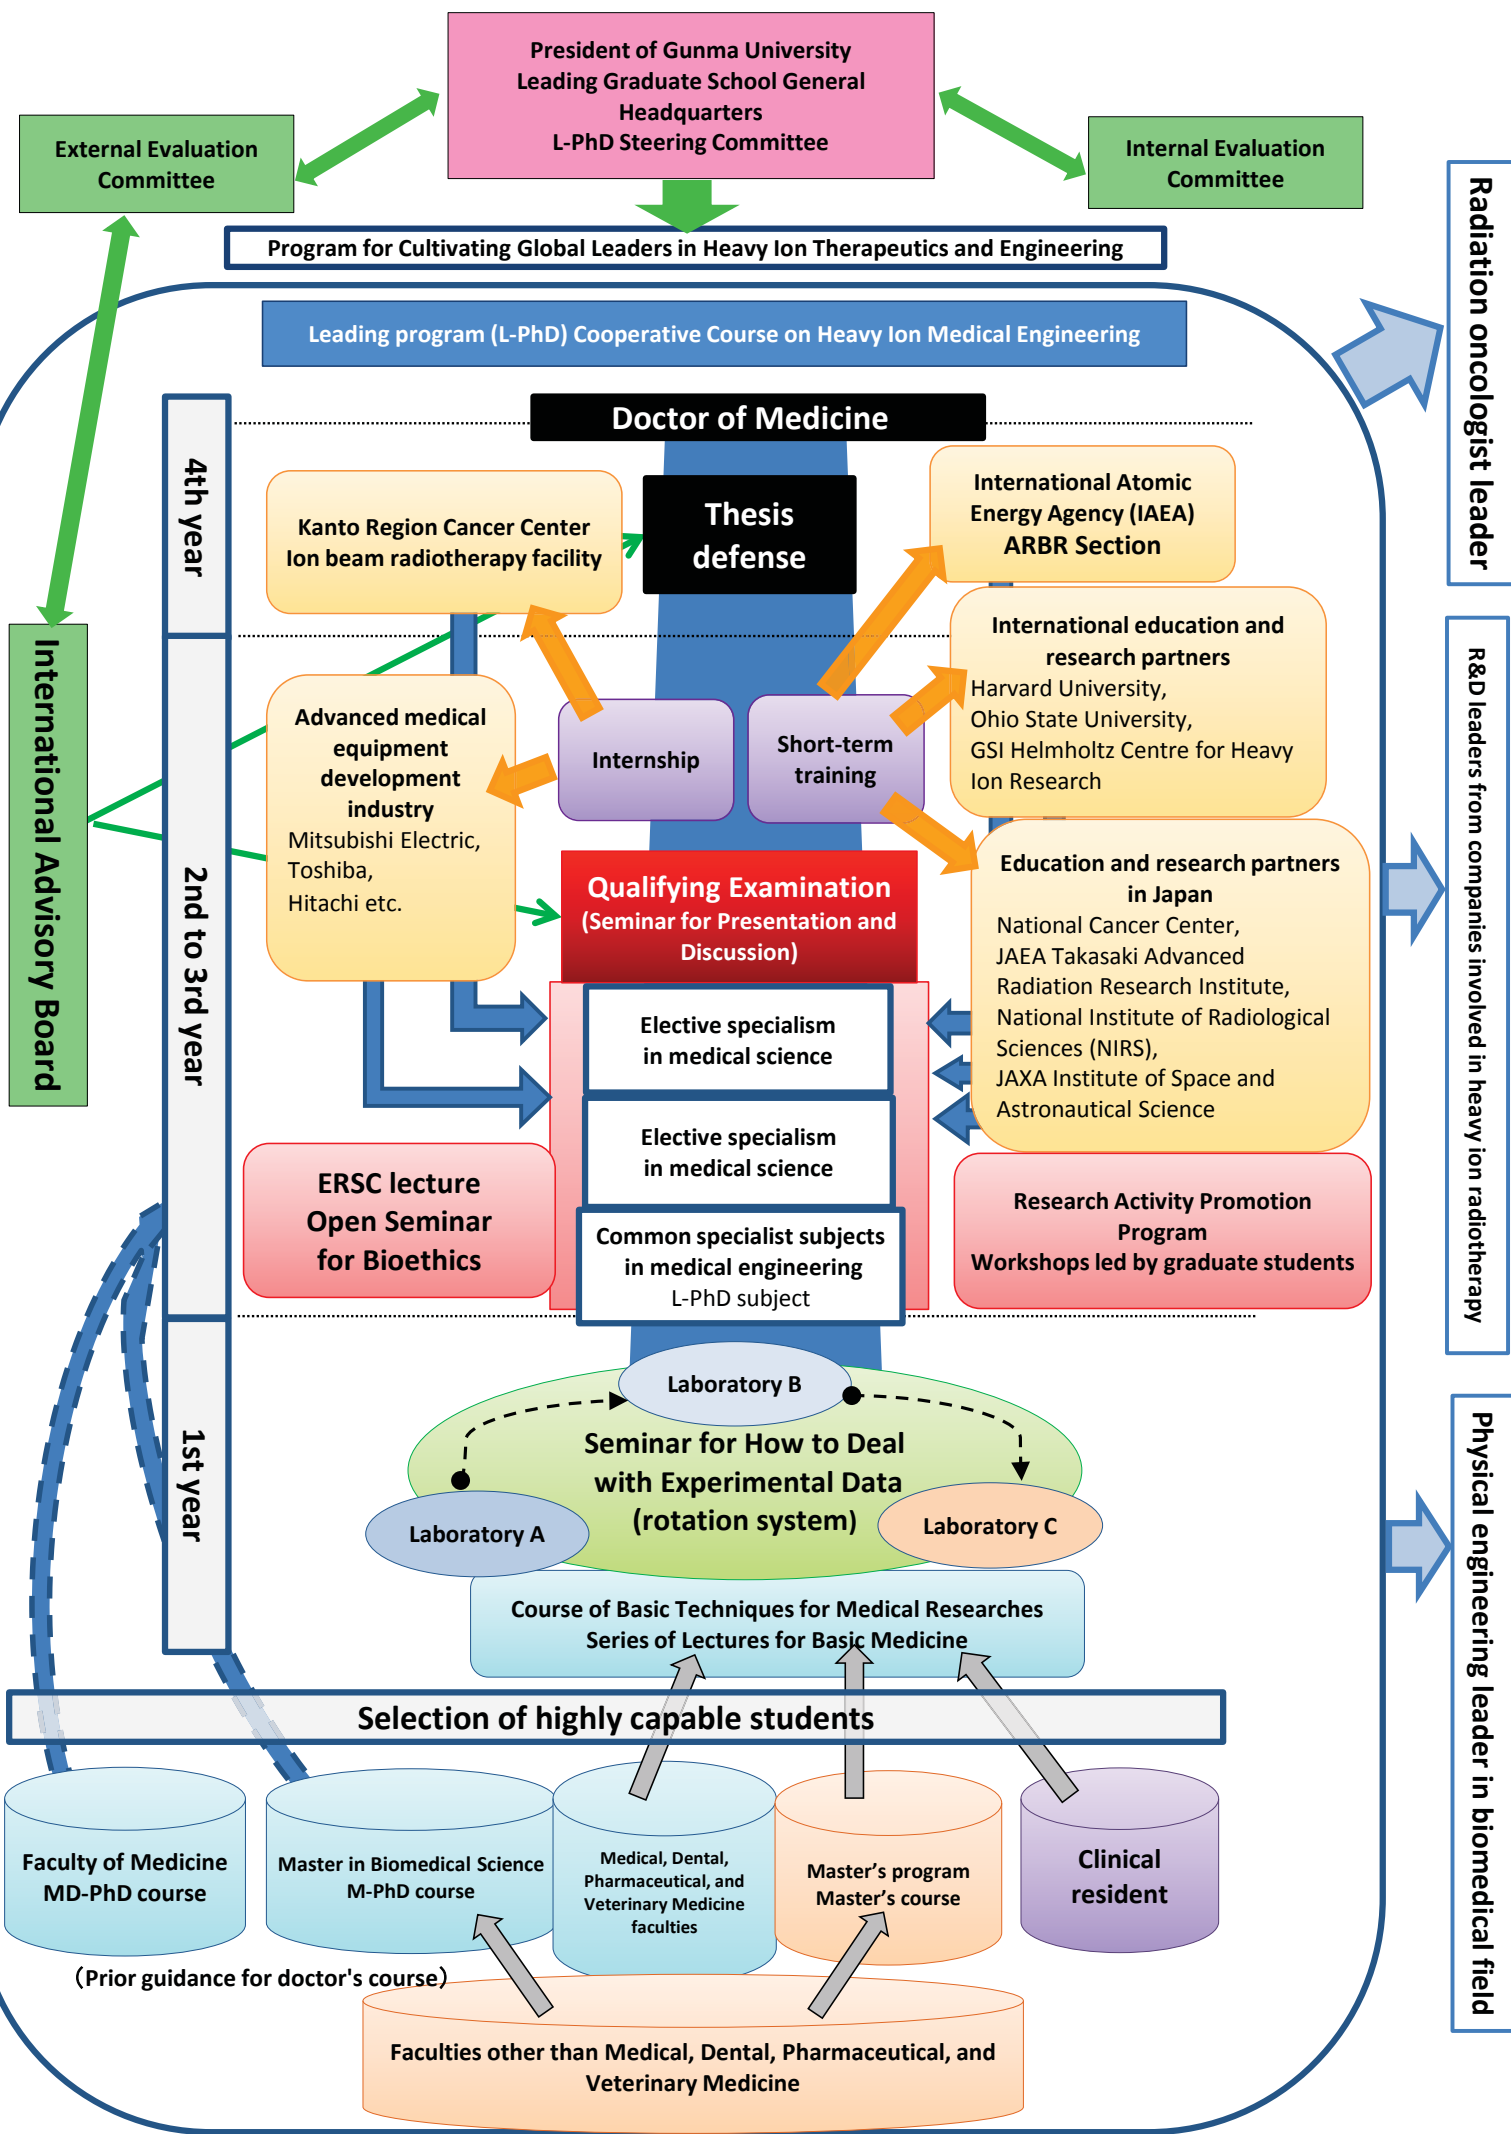 President of Gunma University
Leading Graduate School General
Headquarters
L-PhD Steering Committee
External Evaluation
Committee
Internal Evaluation
Committee
Program for Cultivating Global Leaders in Heavy Ion Therapeutics and Engineering
Leading program (L-PhD) Cooperative Course on Heavy Ion Medical Engineering
Radiation oncologist leader
R&D leaders from companies involved in heavy ion radiotherapy
Physical engineering leader in biomedical field
International Advisory Board
4th year
2nd to 3rd year
1st year
Doctor of Medicine
Thesis
defense
Kanto Region Cancer Center
Ion beam radiotherapy facility
International Atomic
Energy Agency (IAEA)
ARBR Section
International education and
research partners
Harvard University,
Ohio State University,
GSI Helmholtz Centre for Heavy
Ion Research
Advanced medical
equipment
development
industry
Mitsubishi Electric,
Toshiba,
Hitachi etc.
Internship
Short-term
training
Education and research partners
in Japan
National Cancer Center,
JAEA Takasaki Advanced
Radiation Research Institute,
National Institute of Radiological
Sciences (NIRS),
JAXA Institute of Space and
Astronautical Science
Qualifying Examination
(Seminar for Presentation and
Discussion)
Elective specialism
in medical science
Elective specialism
in medical science
Common specialist subjects
in medical engineering
L-PhD subject
ERSC lecture
Open Seminar
for Bioethics
Research Activity Promotion
Program
Workshops led by graduate students
Laboratory B
Seminar for How to Deal
with Experimental Data
(rotation system)
Laboratory A
Laboratory C
Course of Basic Techniques for Medical Researches
Series of Lectures for Basic Medicine
Selection of highly capable students
Faculty of Medicine
MD-PhD course
Master in Biomedical Science
M-PhD course
Medical, Dental,
Pharmaceutical, and
Veterinary Medicine
faculties
Master's program
Master's course
Clinical
resident
(Prior guidance for doctor's course)
Faculties other than Medical, Dental, Pharmaceutical, and
Veterinary Medicine